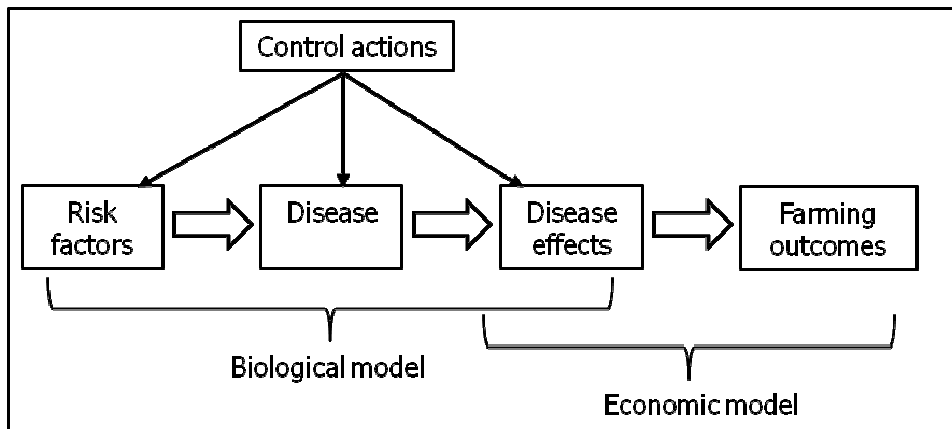 Control actions
Risk
factors
Disease
Disease
effects
Farming
outcomes
Biological model
Economic model